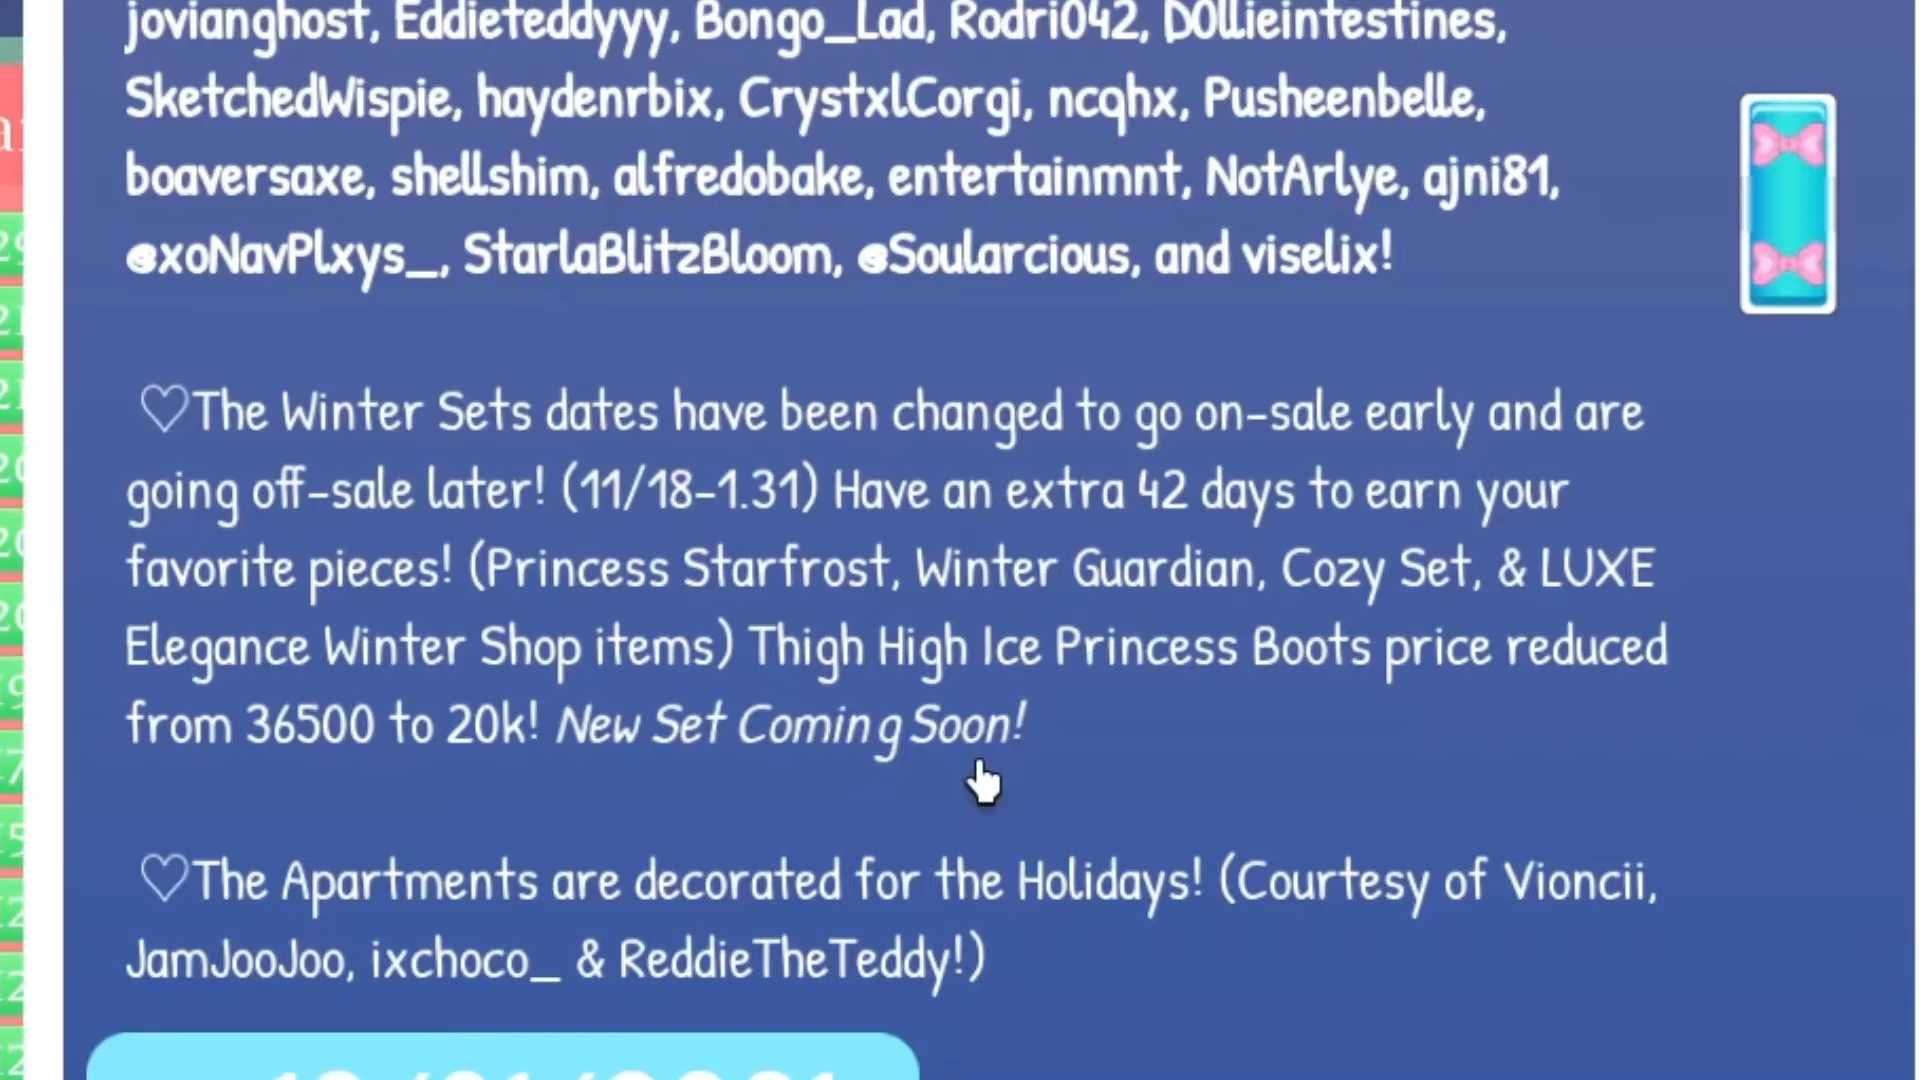 jovianghost, Eddieteddyyy, Bongo_Lad, Rodri042, D0llieintestines,
SketchedWispie, haydenrbix, CrystxlCorgi, ncqhx, Pusheenbelle,
boaversaxe, shellshim, alfredobake, entertainmnt, NotArlye, ajni81,
@xoNavPlxys_, StarlaBlitzBloom, @Soularcious, and viselix!
♡The Winter Sets dates have been changed to go on-sale early and are
going off-sale later! (11/18-1.31) Have an extra 42 days to earn your
favorite pieces! (Princess Starfrost, Winter Guardian, Cozy Set, & LUXE
Elegance Winter Shop items) Thigh High Ice Princess Boots price reduced
from 36500 to 20k! New Set Coming Soon!
♡The Apartments are decorated for the Holidays! (Courtesy of Vioncii,
JamJooJoo, ixchoco_ & ReddieTheTeddy!)